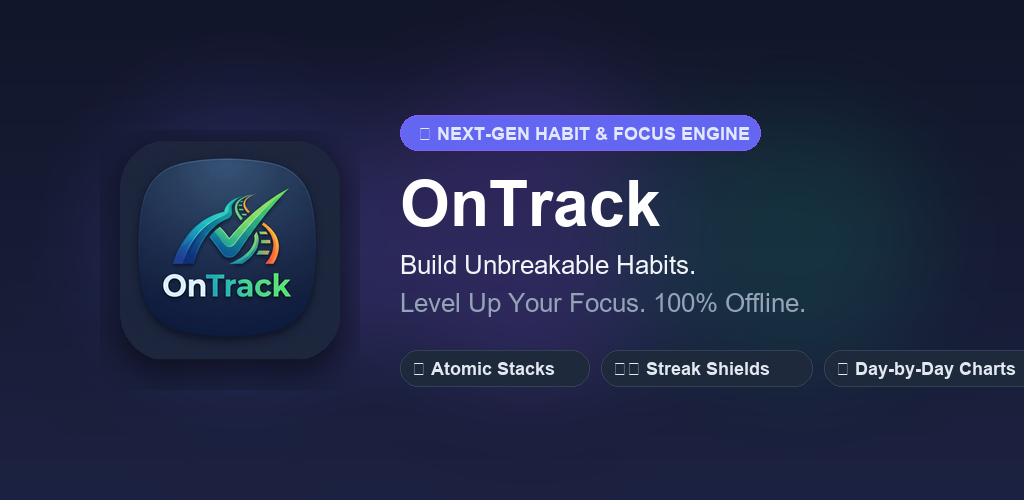 NEXT-GEN HABIT & FOCUS ENGINE
OnTrack
Build Unbreakable Habits.
Level Up Your Focus. 100% Offline.
Atomic Stacks
Streak Shields
Day-by-Day Charts
OnTrack